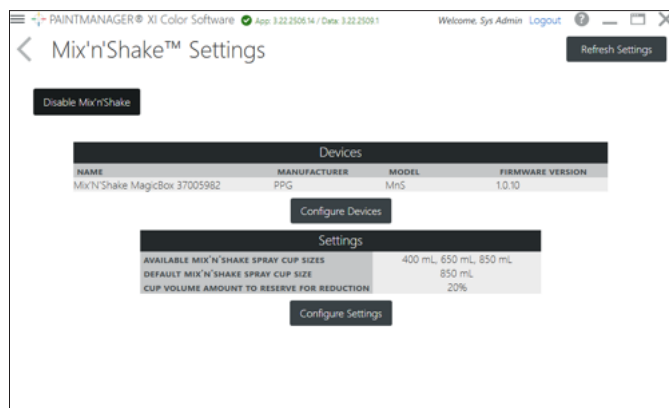 PAINTMANAGER® XI Color Software App: 3.22.2506.14 / Data: 3.22.2509.1 Welcome, Sys Admin Logout ?
Mix'n'Shake™ Settings Refresh Settings
Disable Mix'n'Shake
Devices
NAME MANUFACTURER MODEL FIRMWARE VERSION
Mix'N'Shake MagicBox 37005982 PPG MnS 1.0.10
Configure Devices
Settings
AVAILABLE MIX'N'SHAKE SPRAY CUP SIZES 400 mL, 650 mL, 850 mL
DEFAULT MIX'N'SHAKE SPRAY CUP SIZE 850 mL
CUP VOLUME AMOUNT TO RESERVE FOR REDUCTION 20%
Configure Settings